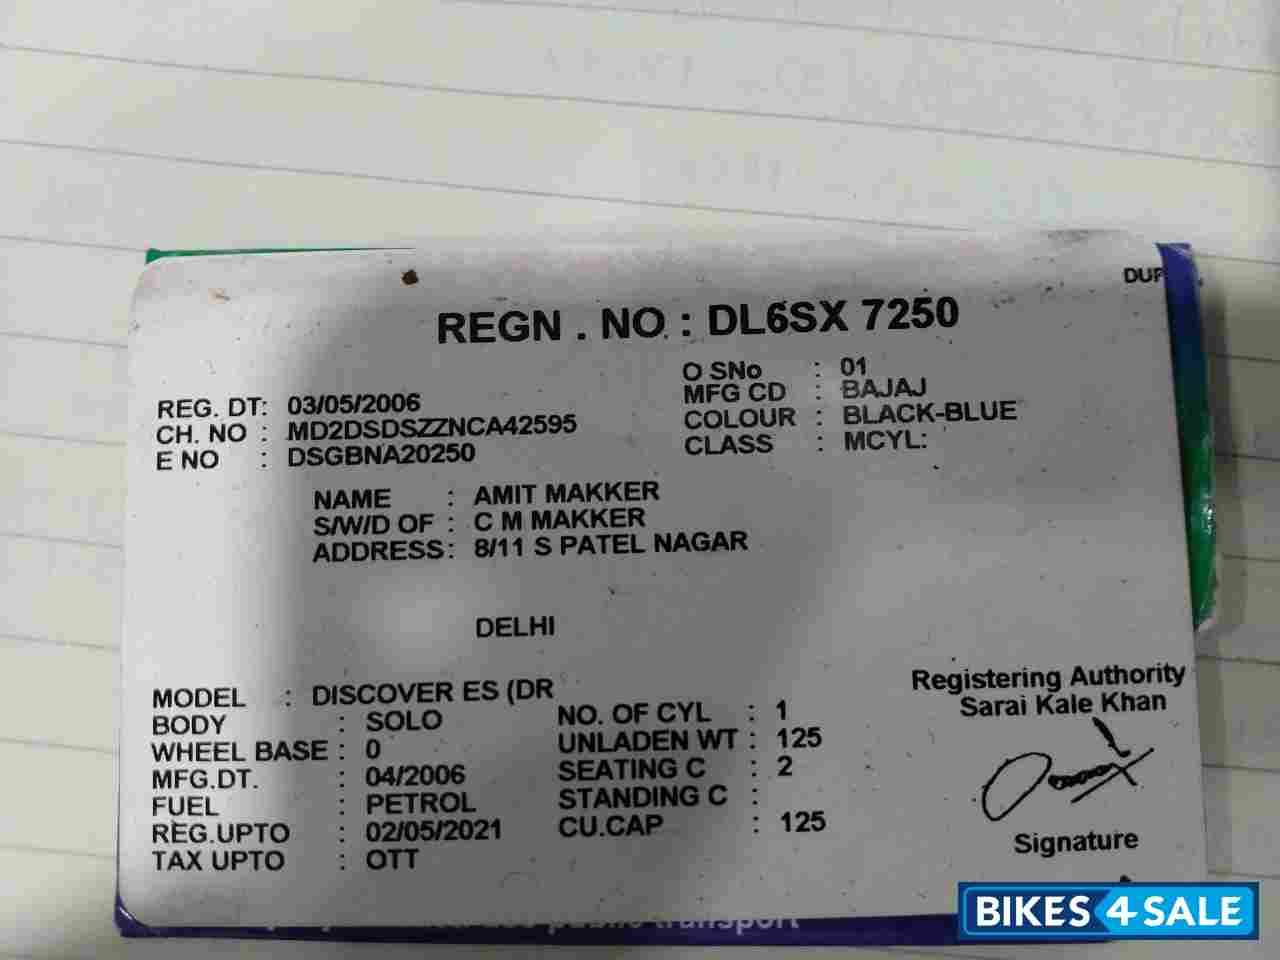 DUP
REGN . NO : DL6SX 7250
REG. DT: 03/05/2006
CH. NO : MD2DSDSZZNCA42595
E NO : DSGBNA20250
O SNo : 01
MFG CD : BAJAJ
COLOUR : BLACK-BLUE
CLASS : MCYL:
NAME : AMIT MAKKER
S/W/D OF : C M MAKKER
ADDRESS : 8/11 S PATEL NAGAR
DELHI
MODEL : DISCOVER ES (DR
BODY : SOLO
WHEEL BASE : 0
MFG.DT. : 04/2006
FUEL : PETROL
REG.UPTO : 02/05/2021
TAX UPTO : OTT
NO. OF CYL : 1
UNLADEN WT : 125
SEATING C : 2
STANDING C :
CU.CAP : 125
Registering Authority
Sarai Kale Khan
Signature
public transport
BIKES4SALE